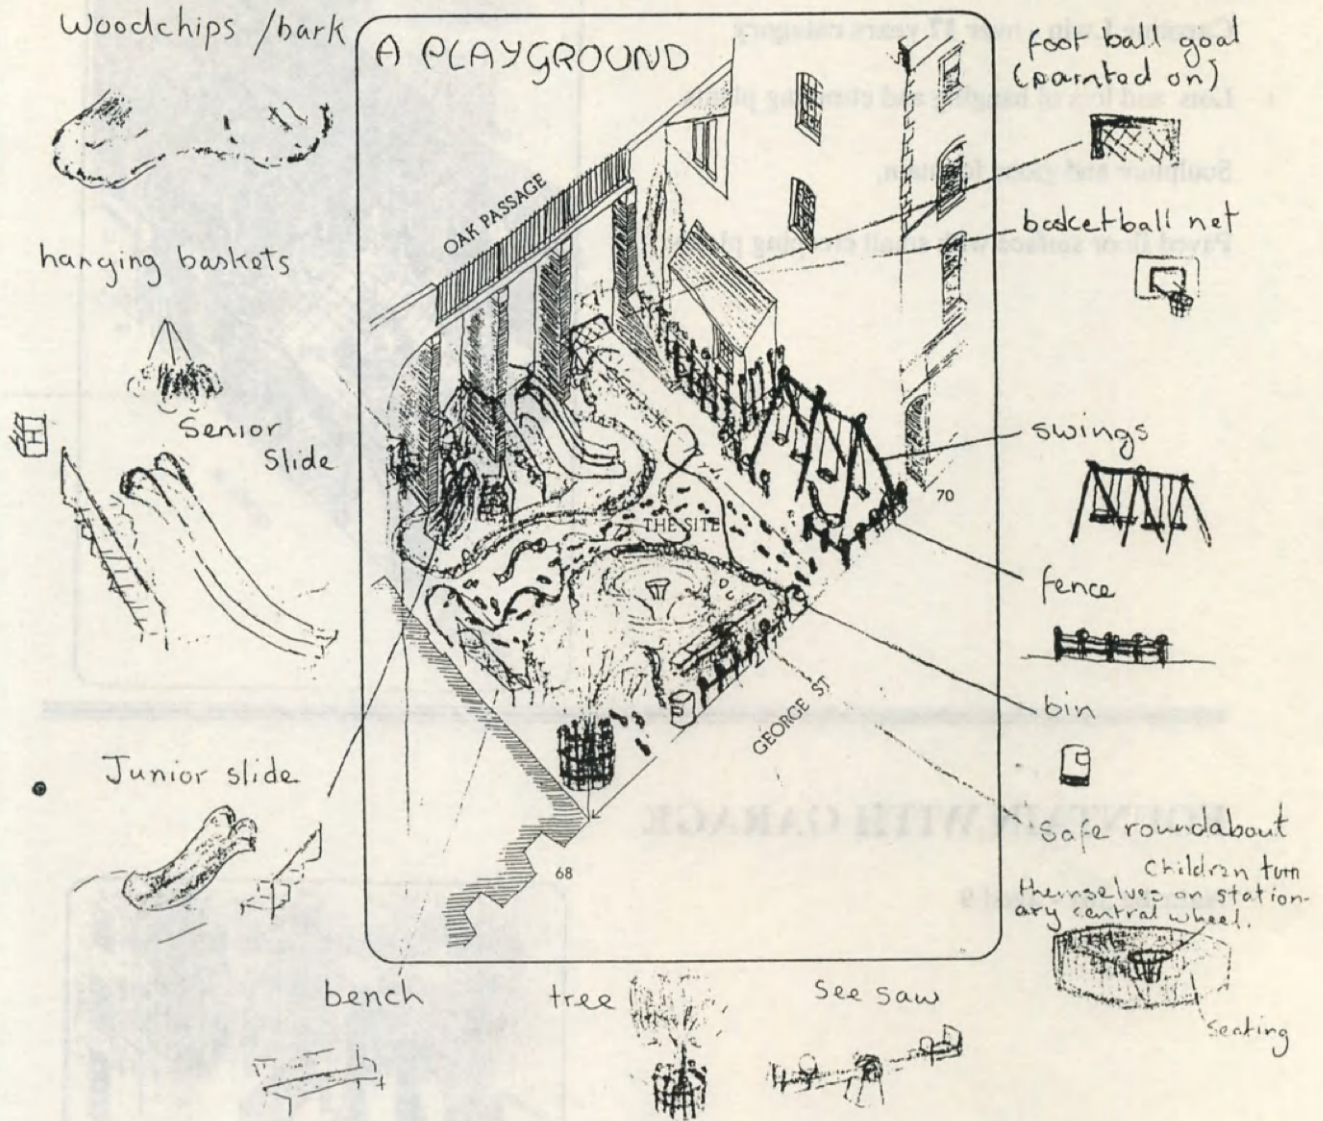 woodchips /bark
A PLAYGROUND
foot ball goal
(painted on)
OAK PASSAGE
basketball net
hanging baskets
Senior
Slide
swings
70
THE SITE
fence
bin
GEORGE ST
Junior slide
68
Safe roundabout
Children turn
themselves on station-
ary central wheel.
Seating
bench
tree
See saw